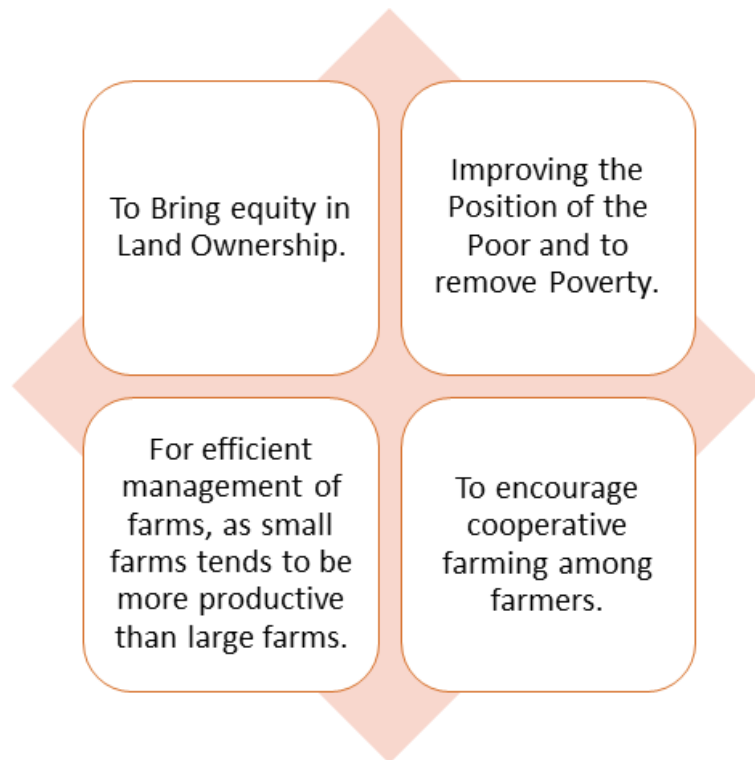 To Bring equity in
Land Ownership.
Improving the
Position of the
Poor and to
remove Poverty.
For efficient
management of
farms, as small
farms tends to be
more productive
than large farms.
To encourage
cooperative
farming among
farmers.